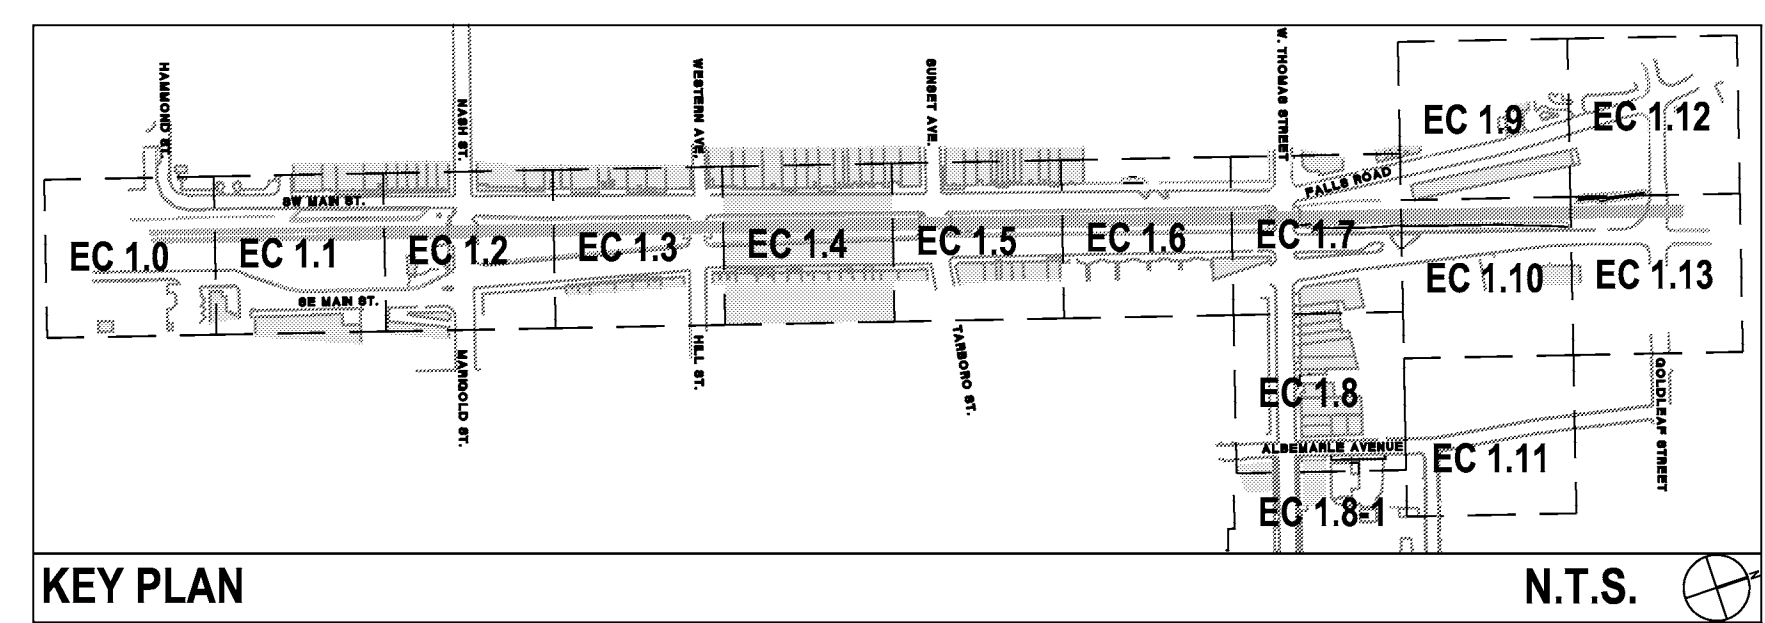 HAMMOND ST.
NASH ST.
WESTERN AVE.
SUNSET AVE.
W. THOMAS STREET
EC 1.9
EC 1.12
FALLS ROAD
SW MAIN ST.
EC 1.0
EC 1.1
EC 1.2
EC 1.3
EC 1.4
EC 1.5
EC 1.6
EC 1.7
EC 1.10
EC 1.13
SE MAIN ST.
MARIGOLD ST.
HILL ST.
TARBORO ST.
EC 1.8
GOLDLEAF STREET
ALBEMARLE AVENUE
EC 1.11
EC 1.8-1
KEY PLAN
N.T.S.
N